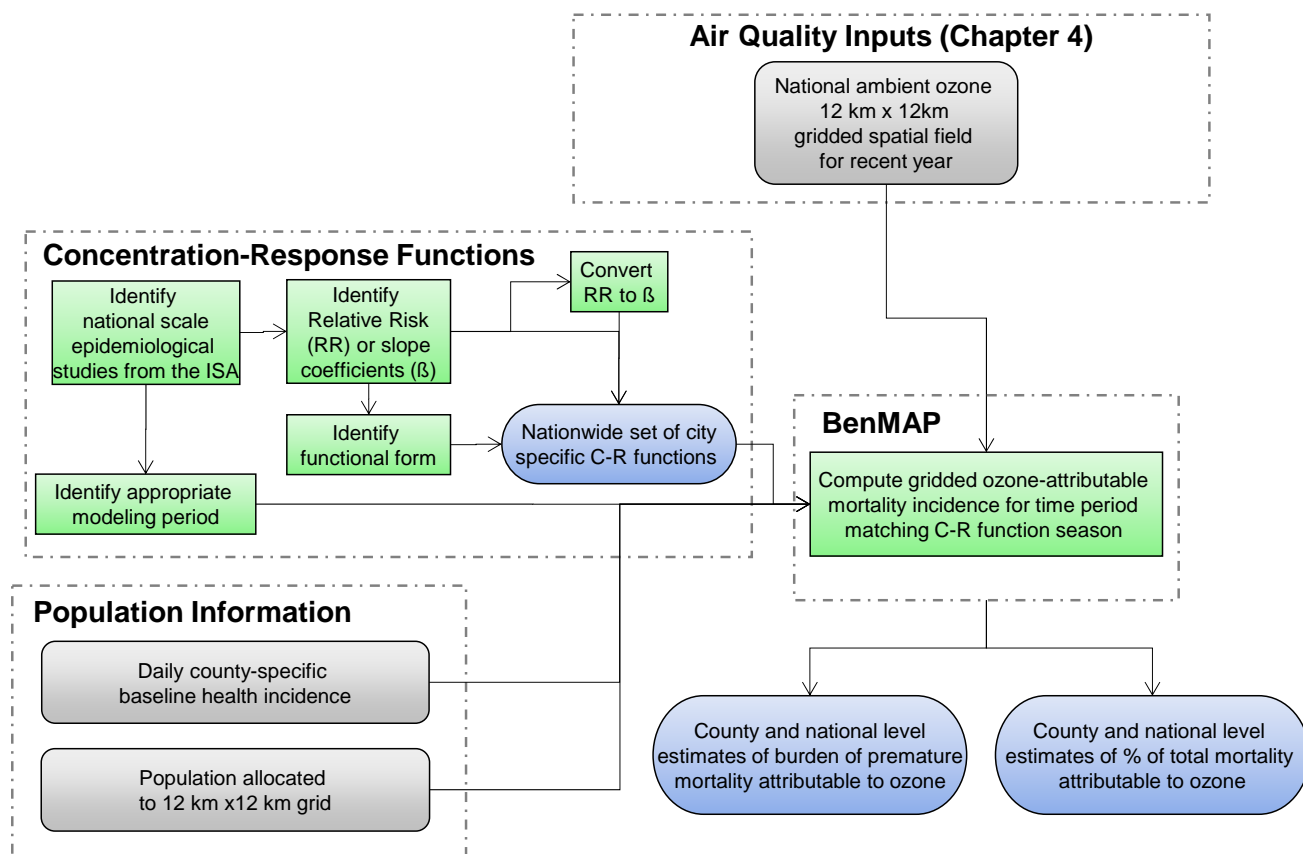 Air Quality Inputs (Chapter 4)
National ambient ozone
12 km x 12km
gridded spatial field
for recent year
Concentration-Response Functions
Identify
national scale
epidemiological
studies from the ISA
Identify
Relative Risk
(RR) or slope
coefficients (ß)
Convert
RR to ß
Identify
functional form
Nationwide set of city
specific C-R functions
Identify appropriate
modeling period
BenMAP
Compute gridded ozone-attributable
mortality incidence for time period
matching C-R function season
Population Information
Daily county-specific
baseline health incidence
Population allocated
to 12 km x12 km grid
County and national level
estimates of burden of premature
mortality attributable to ozone
County and national level
estimates of % of total mortality
attributable to ozone